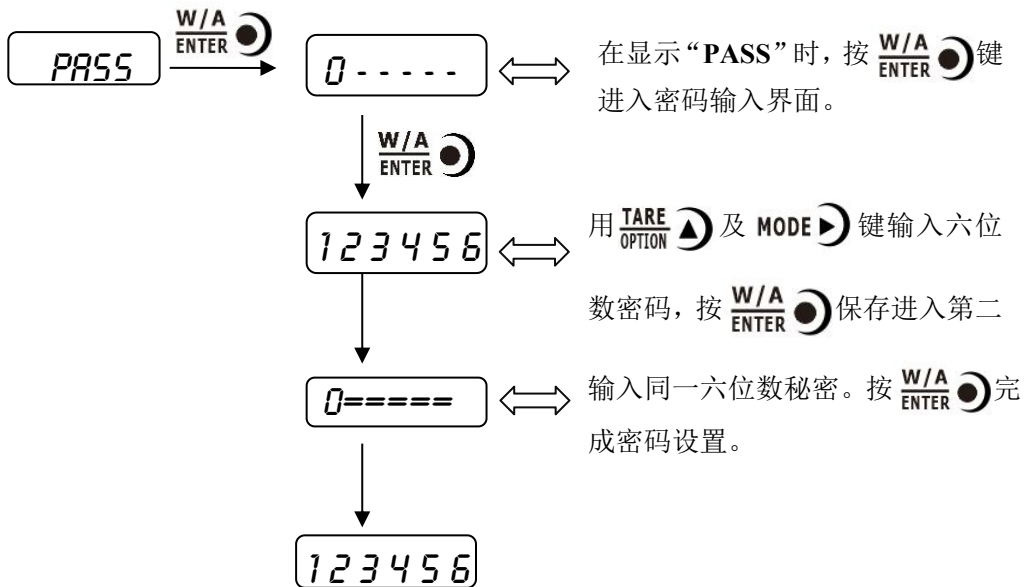 W/A
ENTER
PASS
0-----
在显示“PASS”时，按 W/A ENTER 键
进入密码输入界面。
W/A
ENTER
123456
用 TARE OPTION ▲ 及 MODE ▶ 键输入六位
数密码，按 W/A ENTER 保存进入第二
0=====
输入同一六位数秘密。按 W/A ENTER 完
成密码设置。
123456